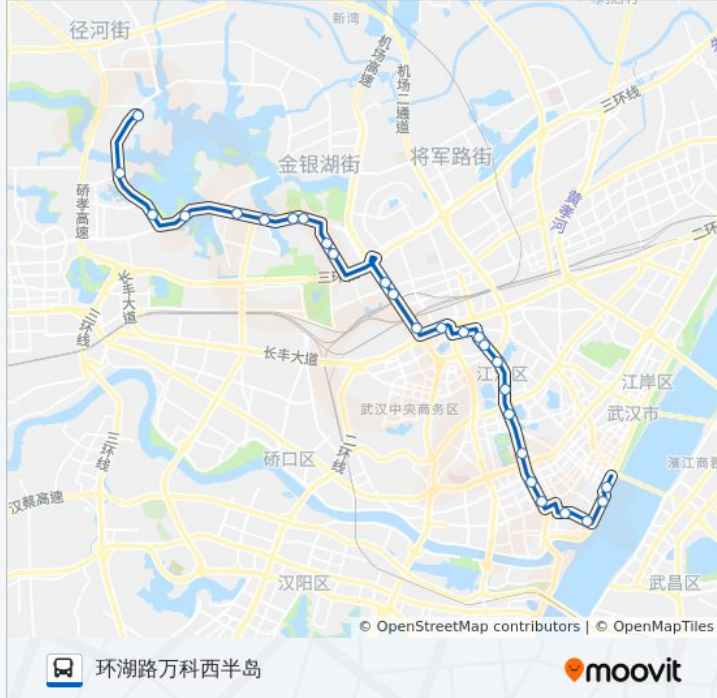 径河街
新湾
机场高速
机场二通道
三环线
金银湖街
将军路街
黄孝河
硚孝高速
二环
三环
长丰大道
三环线
长丰大道
江
区
江岸区
武汉市
武汉中央商务区
二环线
硚口区
三环线
汉蔡高速
汉阳区
武昌区
© OpenStreetMap contributors | © OpenMapTiles
环湖路万科西半岛
moovit